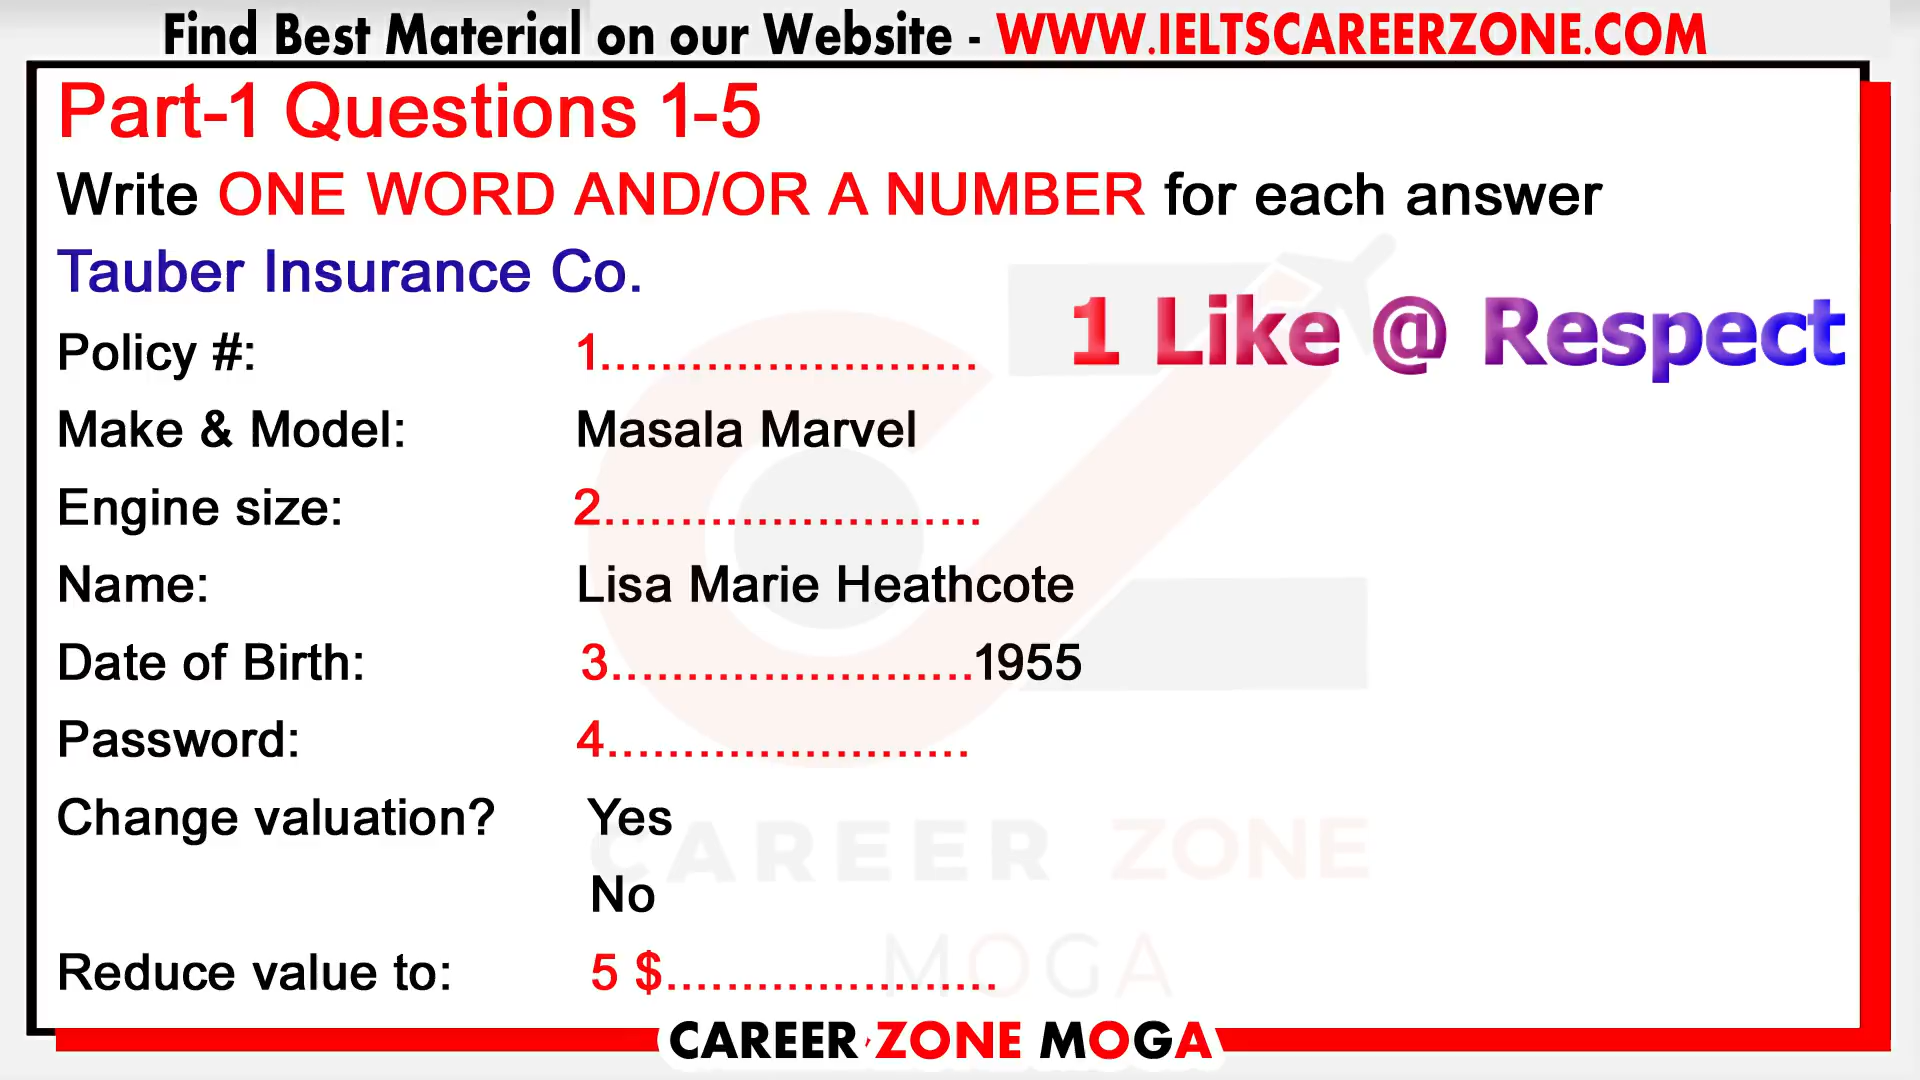 Find Best Material on our Website - WWW.IELTSCAREERZONE.COM
Part-1 Questions 1-5
Write ONE WORD AND/OR A NUMBER for each answer
Tauber Insurance Co.
1 Like @ Respect
Policy #: 1.........................
Make & Model: Masala Marvel
Engine size: 2.........................
Name: Lisa Marie Heathcote
Date of Birth: 3........................1955
Password: 4........................
Change valuation? Yes
No
Reduce value to: 5 $......................
CAREER ZONE
MOGA
CAREER ZONE MOGA